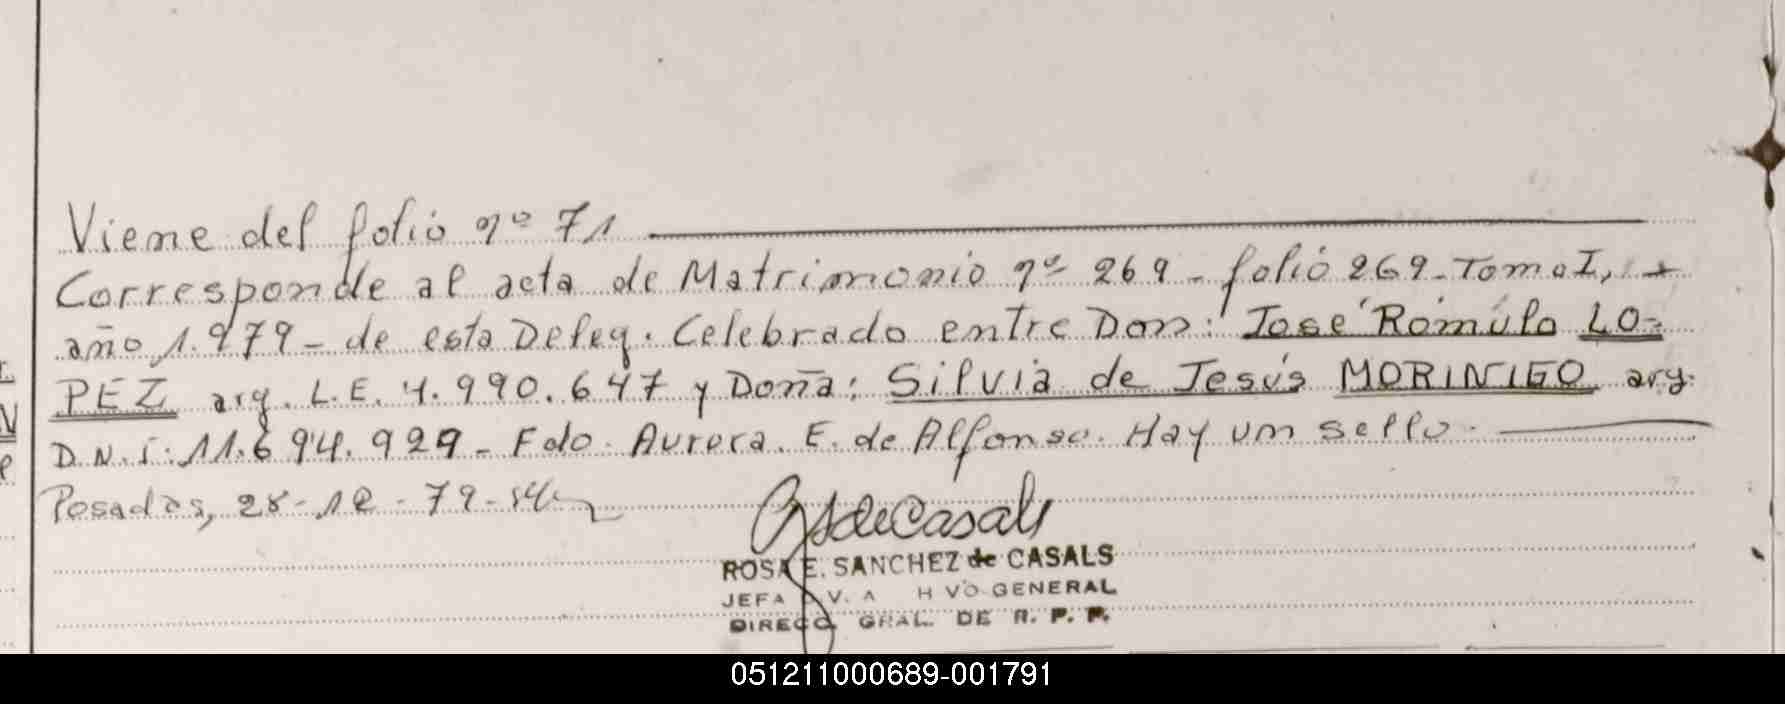 Viene del folio nº 71
Corresponde al acta de Matrimonio nº 269 - folio 269 - Tomo I,
año 1.979 - de esta Deleg. Celebrado entre Don: José Rómulo LO-
PEZ arg. L.E. 4.990.647 y Doña: Silvia de Jesús MORINIGO arg.
D.N.i: 11.694.929 - Fdo. Aurora. E. de Alfonso. Hay un sello.
Posadas, 28-12-79-
ROSA E. SANCHEZ de CASALS
JEFA V. A H VO GENERAL
DIRECC. GRAL. DE R. P. P.
051211000689-001791